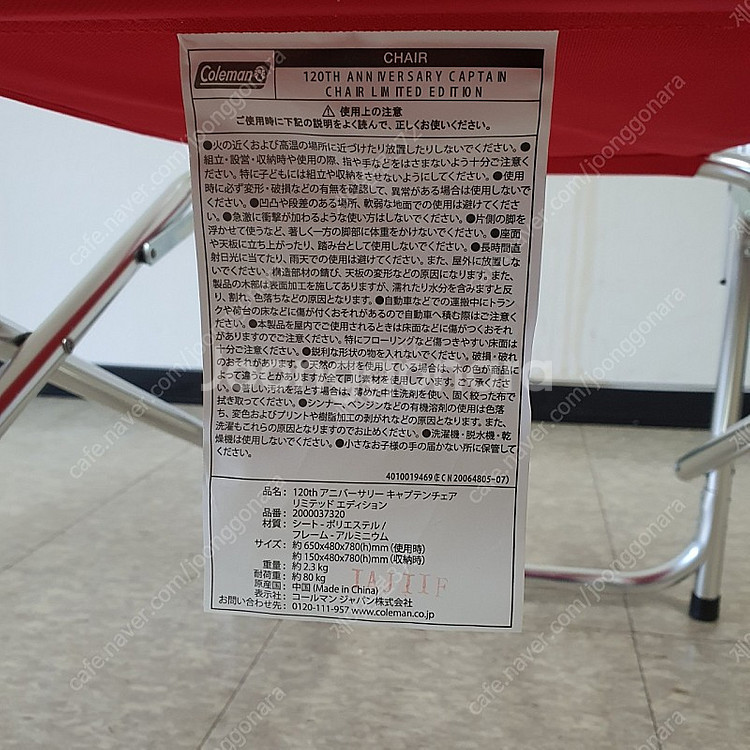 Coleman
CHAIR
120TH ANNIVERSARY CAPTAIN
CHAIR LIMITED EDITION
⚠ 使用上の注意
ご使用時に下記の説明をよく読んで、正しくお使いください。
●火の近くおよび高温の場所に近づけたり放置したりしないでください。●
組立・設営・収納時や使用の際、指や手などをはさまないよう十分ご注意く
ださい。特に子どもには組立や収納をさせないようにしてください。●使用
時に必ず変形・破損などの有無を確認して、異常がある場合は使用しないで
ください。●凹凸や段差のある場所、軟弱な地面での使用は避けてくださ
い。●急激に衝撃が加わるような使い方はしないでください。●片側の脚を
浮かせて使うなど、著しく一方の脚部に体重をかけないでください。●座面
や天板に立ち上がったり、踏み台として使用しないでください。●長時間直
射日光に当てたり、雨天での使用は避けてください。また、屋外に放置しな
いでください。構造部材の錆び、天板の変形などの原因になります。また、
製品の木部は表面加工を施してありますが、濡れたり水分を含みますと反
り、割れ、色落ちなどの原因となります。●自動車などでの運搬中にトラン
クや荷台の床などに傷が付くおそれがあるので自動車へ積む際はご注意く
ださい。●本製品を屋内でご使用されるときは床面などに傷がつくおそれ
がありますのでご注意ください。特にフローリングなど傷つきやすい床面は
十分ご注意ください。●鋭利な形状の物を入れないでください。破損・破れ
のおそれがあります。●天然の木材を使用している場合は、木の色が商品に
よって違うことがありますが全て同じ素材を使用しています。ご了承くださ
い。●著しい汚れを落とす場合は、薄めた中性洗剤を使い、固く絞った布で
拭き取ってください。●シンナー、ベンジンなどの有機溶剤の使用は色落
ち、変色およびプリントや樹脂加工の剥がれなどの原因となります。また、
洗濯もこれらの原因となりますのでお止めください。●洗濯機・脱水機・乾
燥機は使用しないでください。●小さなお子様の手の届かない所に保管して
ください。
4010019469(ECN20064805-07)
品名： 120th アニバーサリー キャプテンチェア
リミテッド エディション
品番： 2000037320
材質： シート - ポリエステル /
フレーム - アルミニウム
サイズ： 約 650x480x780(h)mm (使用時)
約 150x480x780(h)mm (収納時)
重量： 約 2.3 kg
耐荷重： 約 80 kg
原産国： 中国 (Made in China)
表示社： コールマン ジャパン株式会社
お問い合わせ先： 0120-111-957 www.coleman.co.jp
cafe.naver.com/joonggonara